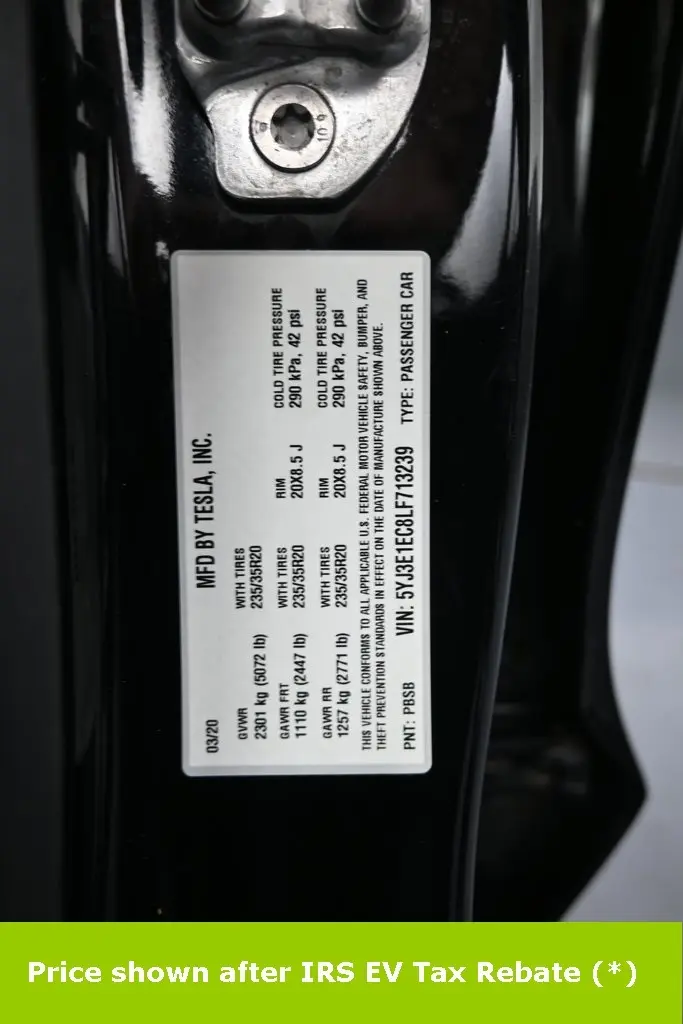 10.9
MFD BY TESLA, INC.
03/20
GVWR WITH TIRES
2301 kg (5072 lb) 235/35R20
GAWR FRT WITH TIRES RIM COLD TIRE PRESSURE
1110 kg (2447 lb) 235/35R20 20X8.5 J 290 kPa, 42 psi
GAWR RR WITH TIRES RIM COLD TIRE PRESSURE
1257 kg (2771 lb) 235/35R20 20X8.5 J 290 kPa, 42 psi
THIS VEHICLE CONFORMS TO ALL APPLICABLE U.S. FEDERAL MOTOR VEHICLE SAFETY, BUMPER, AND
THEFT PREVENTION STANDARDS IN EFFECT ON THE DATE OF MANUFACTURE SHOWN ABOVE.
PNT: PBSB VIN: 5YJ3E1EC8LF713239 TYPE: PASSENGER CAR
Price shown after IRS EV Tax Rebate (*)